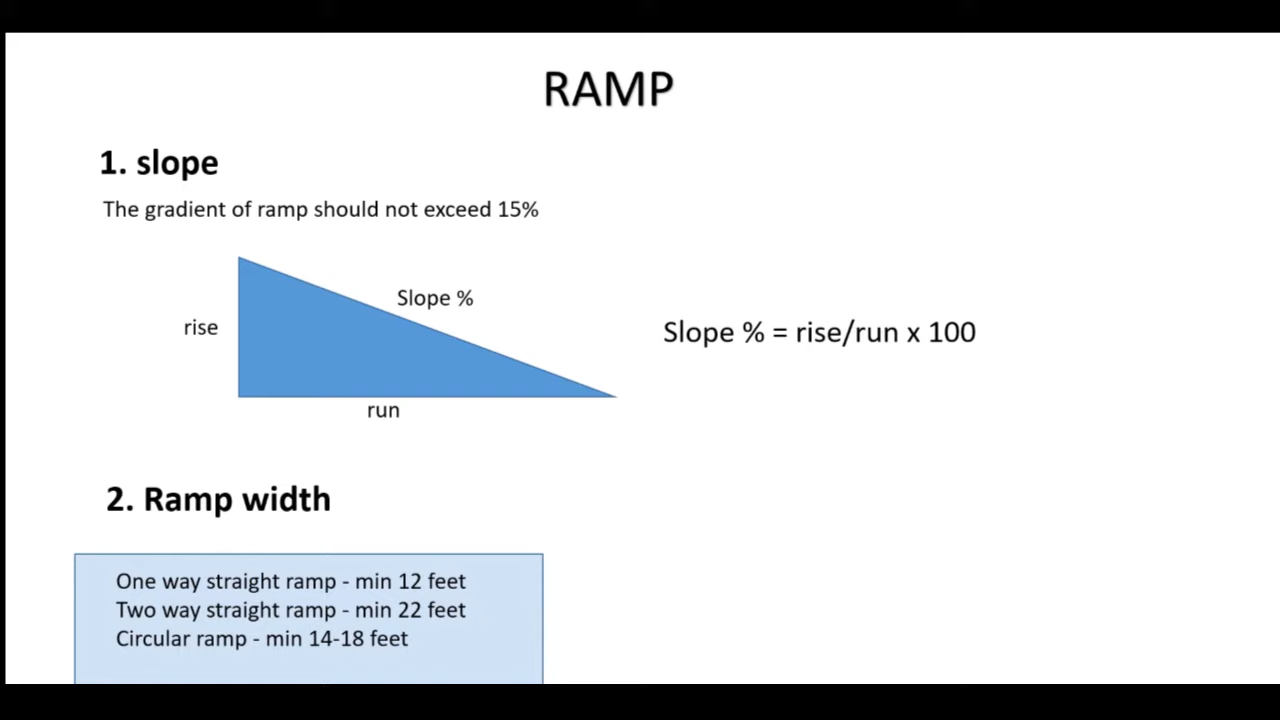 RAMP
1. slope
The gradient of ramp should not exceed 15%
Slope %
rise
Slope % = rise/run x 100
run
2. Ramp width
One way straight ramp - min 12 feet
Two way straight ramp - min 22 feet
Circular ramp - min 14-18 feet